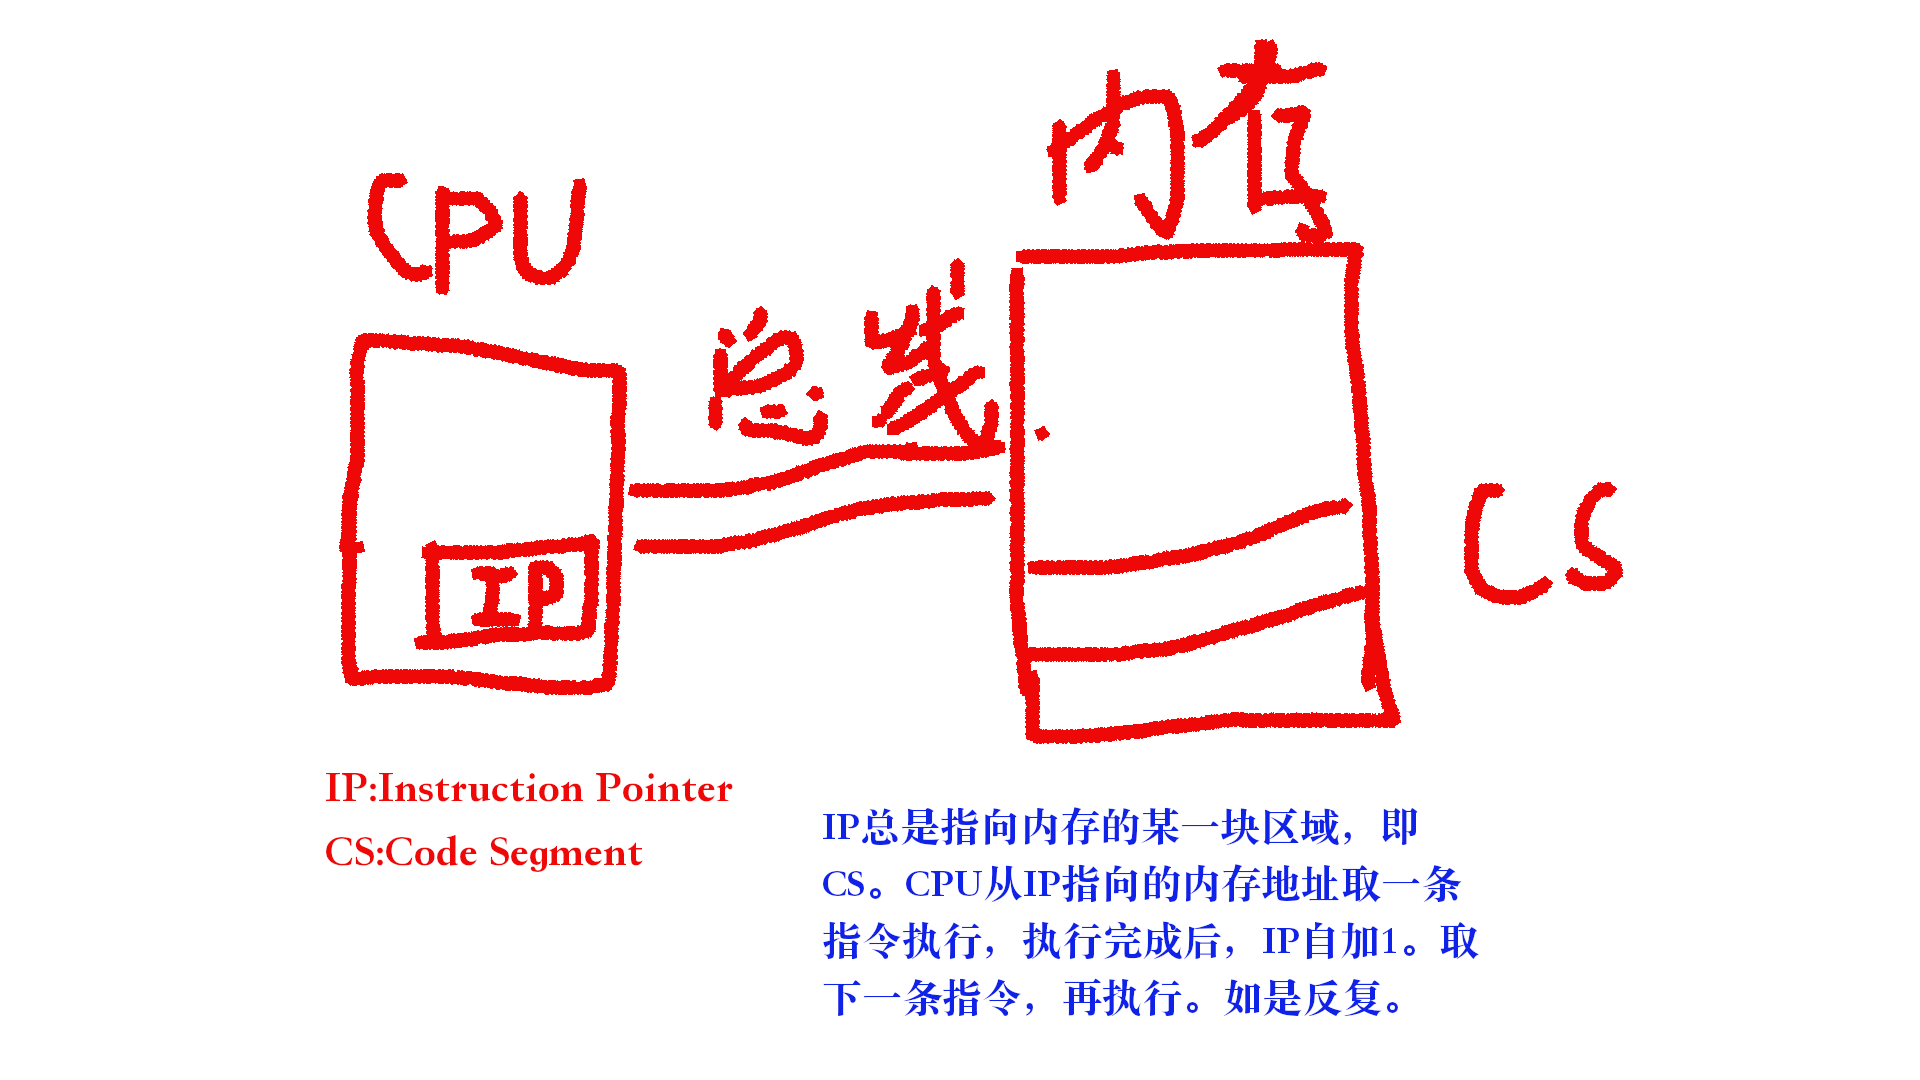 内存
CPU
总线
CS
IP
IP:Instruction Pointer
CS:Code Segment
IP总是指向内存的某一块区域，即
CS。CPU从IP指向的内存地址取一条
指令执行，执行完成后，IP自加1。取
下一条指令，再执行。如是反复。